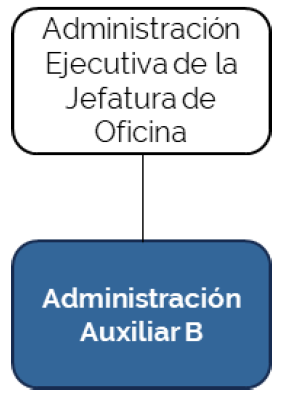 Administración
Ejecutiva de la
Jefatura de
Oficina
Administración
Auxiliar B